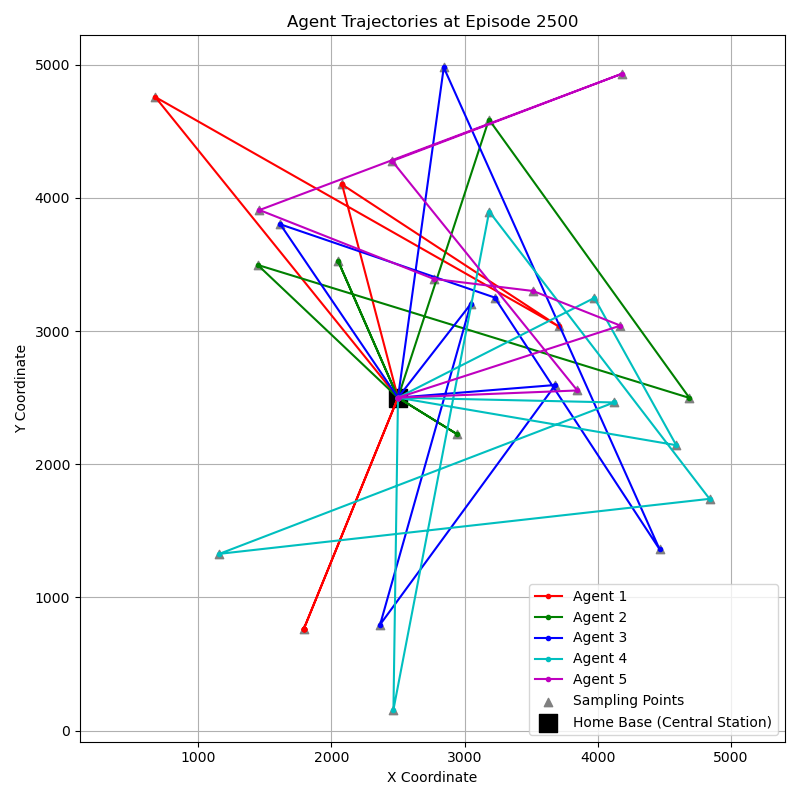 Agent Trajectories at Episode 2500
Y Coordinate
5000
4000
3000
2000
1000
0
1000
2000
3000
4000
5000
X Coordinate
Agent 1
Agent 2
Agent 3
Agent 4
Agent 5
Sampling Points
Home Base (Central Station)